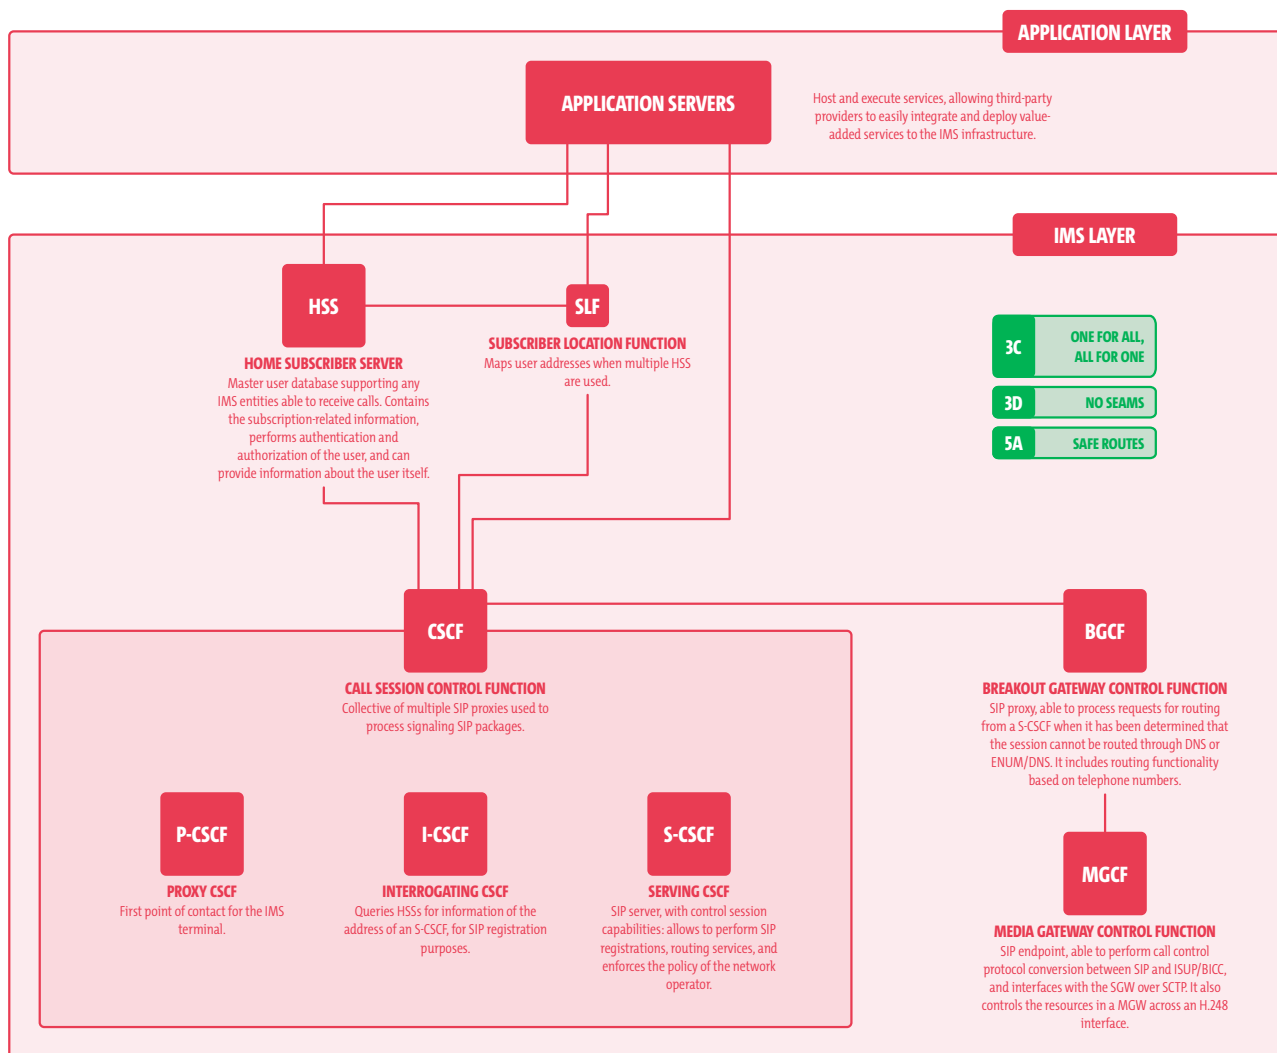 APPLICATION LAYER
APPLICATION SERVERS
Host and execute services, allowing third-party
providers to easily integrate and deploy value-
added services to the IMS infrastructure.
IMS LAYER
HSS
SLF
HOME SUBSCRIBER SERVER
Master user database supporting any
IMS entities able to receive calls. Contains
the subscription-related information,
performs authentication and
authorization of the user, and can
provide information about the user itself.
SUBSCRIBER LOCATION FUNCTION
Maps user addresses when multiple HSS
are used.
3C
ONE FOR ALL,
ALL FOR ONE
3D
NO SEAMS
5A
SAFE ROUTES
CSCF
CALL SESSION CONTROL FUNCTION
Collective of multiple SIP proxies used to
process signaling SIP packages.
BGCF
BREAKOUT GATEWAY CONTROL FUNCTION
SIP proxy, able to process requests for routing
from a S-CSCF when it has been determined that
the session cannot be routed through DNS or
ENUM/DNS. It includes routing functionality
based on telephone numbers.
P-CSCF
PROXY CSCF
First point of contact for the IMS
terminal.
I-CSCF
INTERROGATING CSCF
Queries HSSs for information of the
address of an S-CSCF, for SIP registration
purposes.
S-CSCF
SERVING CSCF
SIP server, with control session
capabilities: allows to perform SIP
registrations, routing services, and
enforces the policy of the network
operator.
MGCF
MEDIA GATEWAY CONTROL FUNCTION
SIP endpoint, able to perform call control
protocol conversion between SIP and ISUP/BICC,
and interfaces with the SGW over SCTP. It also
controls the resources in a MGW across an H.248
interface.